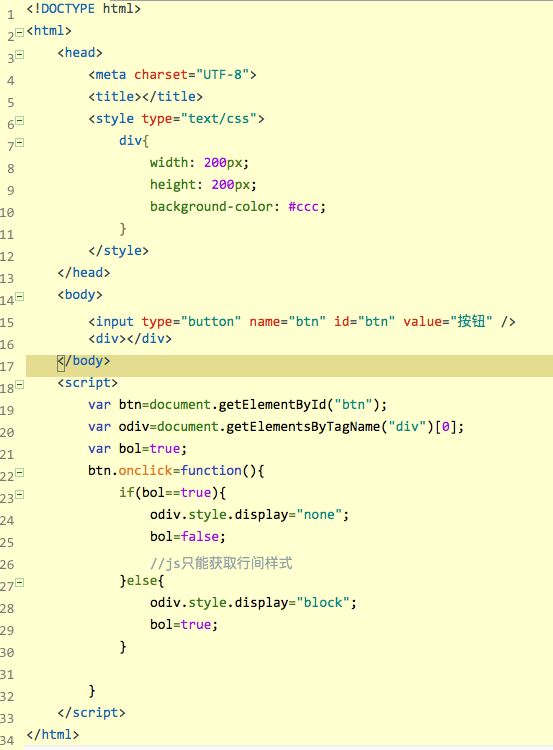 1 <!DOCTYPE html>
2 <html>
3     <head>
4         <meta charset="UTF-8">
5         <title></title>
6         <style type="text/css">
7             div{
8                 width: 200px;
9                 height: 200px;
10                 background-color: #ccc;
11             }
12         </style>
13     </head>
14     <body>
15         <input type="button" name="btn" id="btn" value="按钮" />
16         <div></div>
17     </body>
18     <script>
19         var btn=document.getElementById("btn");
20         var odiv=document.getElementsByTagName("div")[0];
21         var bol=true;
22         btn.onclick=function(){
23             if(bol==true){
24                 odiv.style.display="none";
25                 bol=false;
26                 //js只能获取行间样式
27             }else{
28                 odiv.style.display="block";
29                 bol=true;
30             }
31
32         }
33     </script>
34 </html>